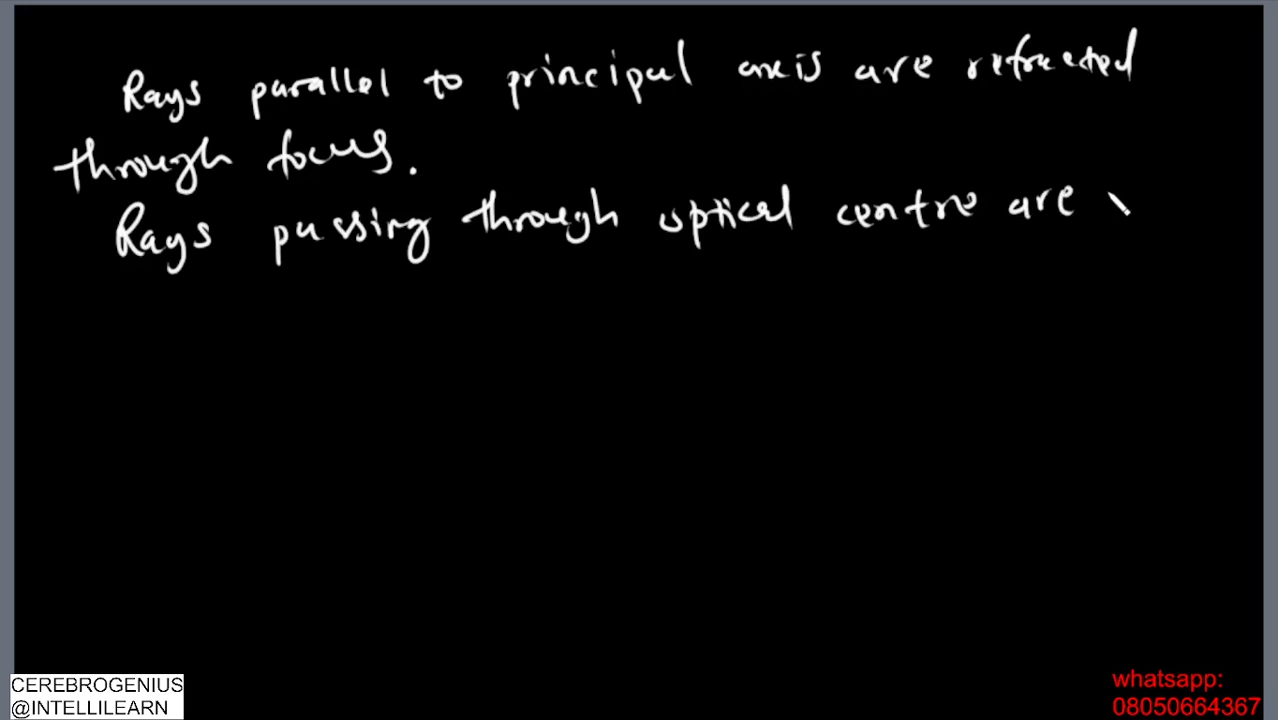 Rays parallel to principal axis are refracted
through focus.
Rays passing through optical centre are
CEREBROGENIUS
@INTELLILEARN
whatsapp:
08050664367